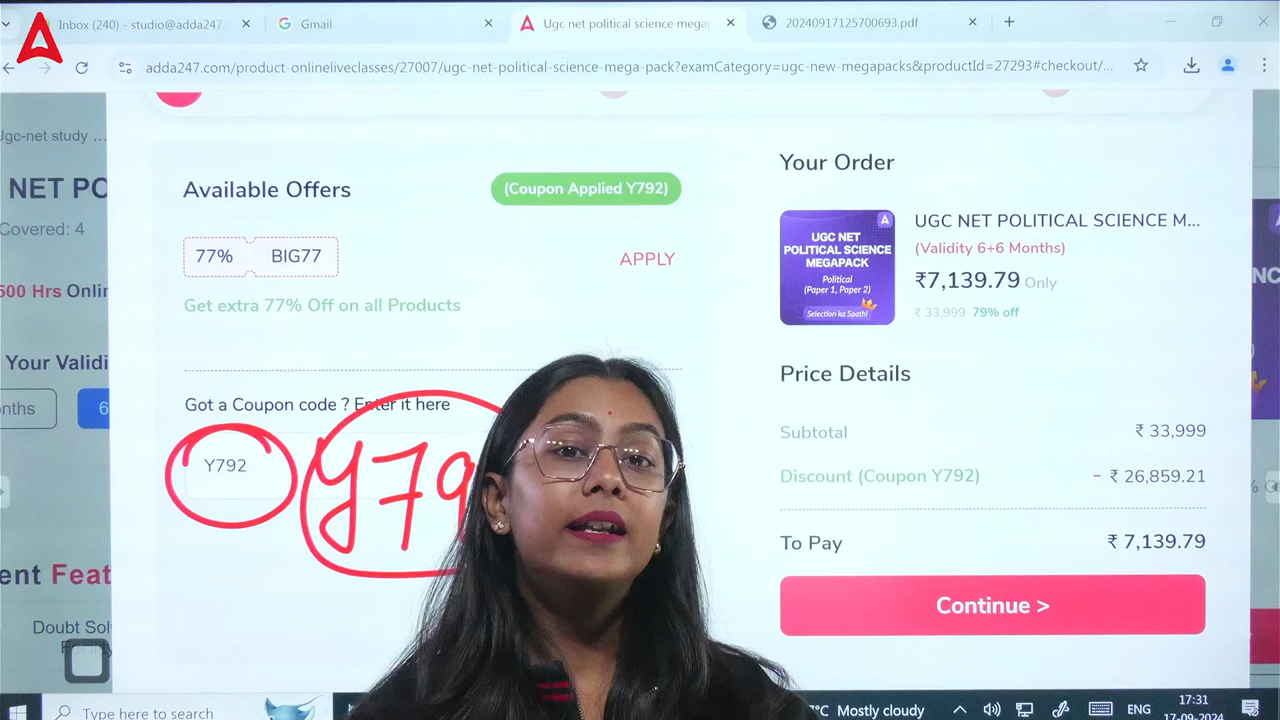 Inbox (240) - studio@adda247
Gmail
Ugc net political science mega
20240917125700693.pdf
adda247.com/product-onlineliveclasses/27007/ugc-net-political-science-mega-pack?examCategory=ugc-new-megapacks&productId=27293#checkout/...
Ugc-net study ...
NET PO
Covered: 4
500 Hrs Onlin
Your Validi
onths
6
ent Feat
Doubt Sol
Available Offers
(Coupon Applied Y792)
77%
BIG77
APPLY
Get extra 77% Off on all Products
Got a Coupon code ? Enter it here
Y792
Y79
Your Order
UGC NET
POLITICAL SCIENCE
MEGAPACK
Political
(Paper 1, Paper 2)
Selection ka Saathi
UGC NET POLITICAL SCIENCE M...
(Validity 6+6 Months)
₹7,139.79 Only
₹ 33,999 79% off
Price Details
Subtotal
₹ 33,999
Discount (Coupon Y792)
- ₹ 26,859.21
To Pay
₹ 7,139.79
Continue >
NC
%
Type here to search
°C Mostly cloudy
ENG
17:31
17-09-2024